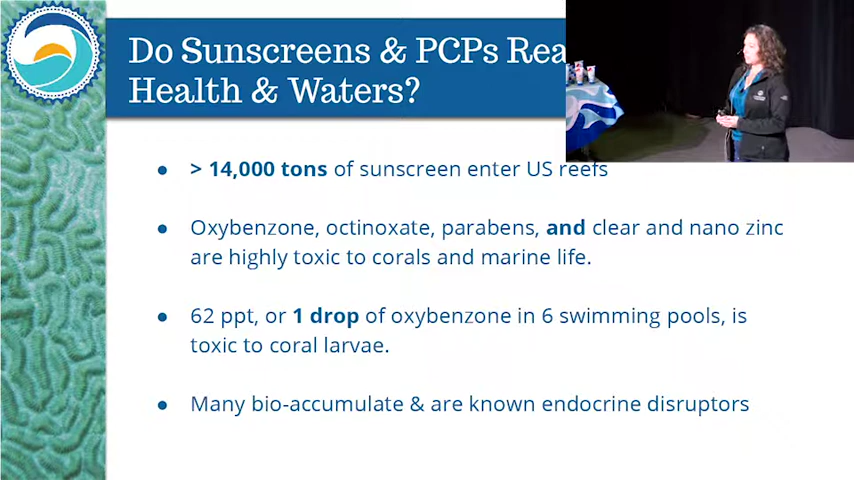 Do Sunscreens & PCPs Rea
Health & Waters?
> 14,000 tons of sunscreen enter US reefs
Oxybenzone, octinoxate, parabens, and clear and nano zinc
are highly toxic to corals and marine life.
62 ppt, or 1 drop of oxybenzone in 6 swimming pools, is
toxic to coral larvae.
Many bio-accumulate & are known endocrine disruptors